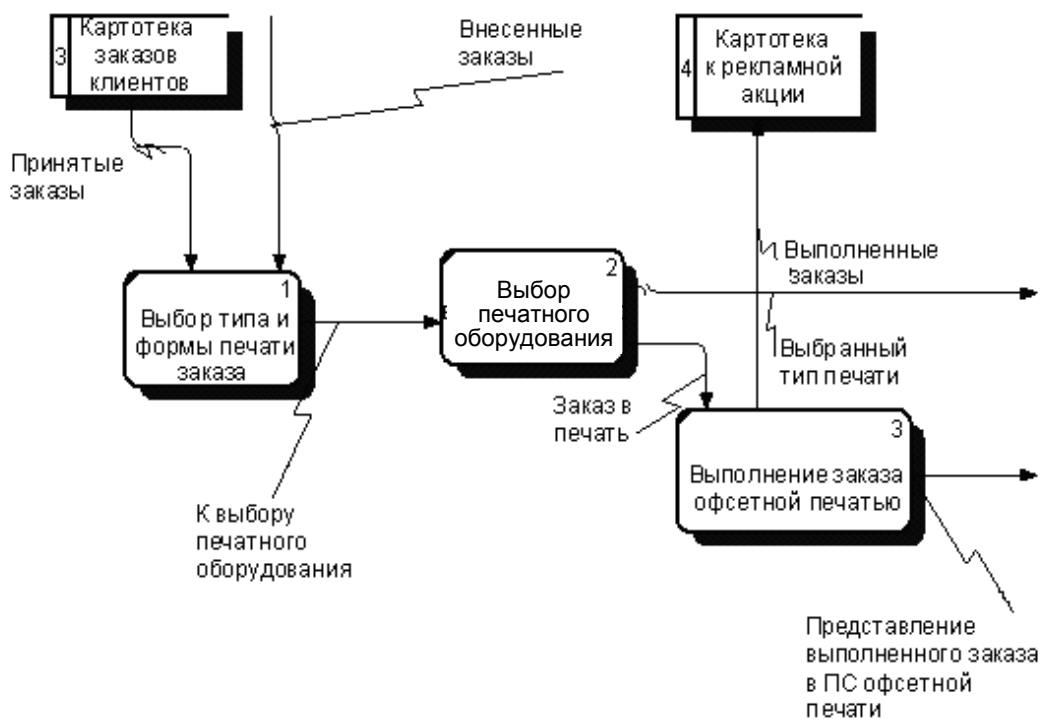 3
Картотека
заказов
клиентов
Внесенные
заказы
4
Картотека
к рекламной
акции
Принятые
заказы
1
Выбор типа и
формы печати
заказа
2
Выбор
печатного
оборудования
Выполненные
заказы
Выбранный
тип печати
Заказ в
печать
3
Выполнение заказа
офсетной печатью
К выбору
печатного
оборудования
Представление
выполненного заказа
в ПС офсетной
печати